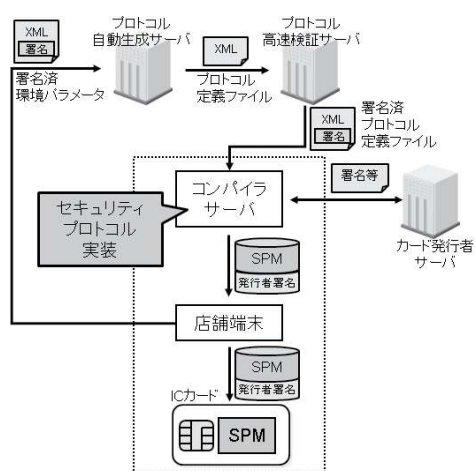 XML
署名
署名済
環境パラメータ
プロトコル
自動生成サーバ
XML
プロトコル
定義ファイル
プロトコル
高速検証サーバ
XML
署名
署名済
プロトコル
定義ファイル
コンパイラ
サーバ
セキュリティ
プロトコル
実装
署名等
カード発行者
サーバ
SPM
発行者署名
店舗端末
SPM
発行者署名
ICカード
SPM